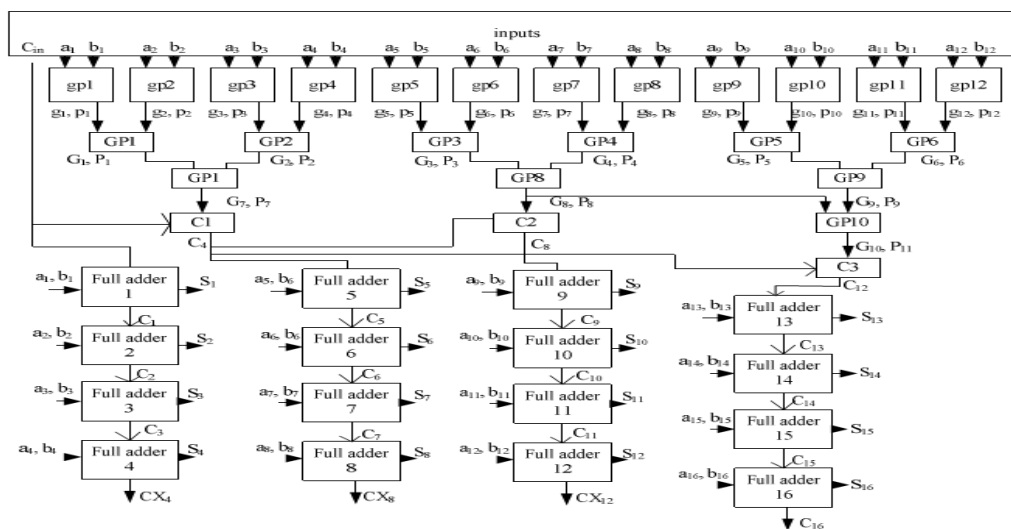 inputs
C_in a₁ b₁ a₂ b₂ a₃ b₃ a₄ b₄ a₅ b₅ a₆ b₆ a₇ b₇ a₈ b₈ a₉ b₉ a₁₀ b₁₀ a₁₁ b₁₁ a₁₂ b₁₂
gp1 gp2 gp3 gp4 gp5 gp6 gp7 gp8 gp9 gp10 gp11 gp12
g₁, p₁ g₂, p₂ g₃, p₃ g₄, p₄ g₅, p₅ g₆, p₆ g₇, p₇ g₈, p₈ g₉, p₉ g₁₀, p₁₀ g₁₁, p₁₁ g₁₂, p₁₂
GP1 GP2 GP3 GP4 GP5 GP6
G₁, P₁ G₂, P₂ G₃, P₃ G₄, P₄ G₅, P₅ G₆, P₆
GP1 GP8 GP9
G₇, P₇ G₈, P₈ G₉, P₉
C1 C2 GP10
C₄ C₈ G₁₀, P₁₁
C3
C₁₂
a₁, b₁ Full adder 1 S₁ a₅, b₆ Full adder 5 S₅ a₉, b₉ Full adder 9 S₉ a₁₃, b₁₃ Full adder 13 S₁₃
C₁ C₅ C₉ C₁₃
a₂, b₂ Full adder 2 S₂ a₆, b₆ Full adder 6 S₆ a₁₀, b₁₀ Full adder 10 S₁₀ a₁₄, b₁₄ Full adder 14 S₁₄
C₂ C₆ C₁₀ C₁₄
a₃, b₃ Full adder 3 S₃ a₇, b₇ Full adder 7 S₇ a₁₁, b₁₁ Full adder 11 S₁₁ a₁₅, b₁₅ Full adder 15 S₁₅
C₃ C₇ C₁₁ C₁₅
a₄, b₄ Full adder 4 S₄ a₈, b₈ Full adder 8 S₈ a₁₂, b₁₂ Full adder 12 S₁₂ a₁₆, b₁₆ Full adder 16 S₁₆
CX₄ CX₈ CX₁₂ C₁₆